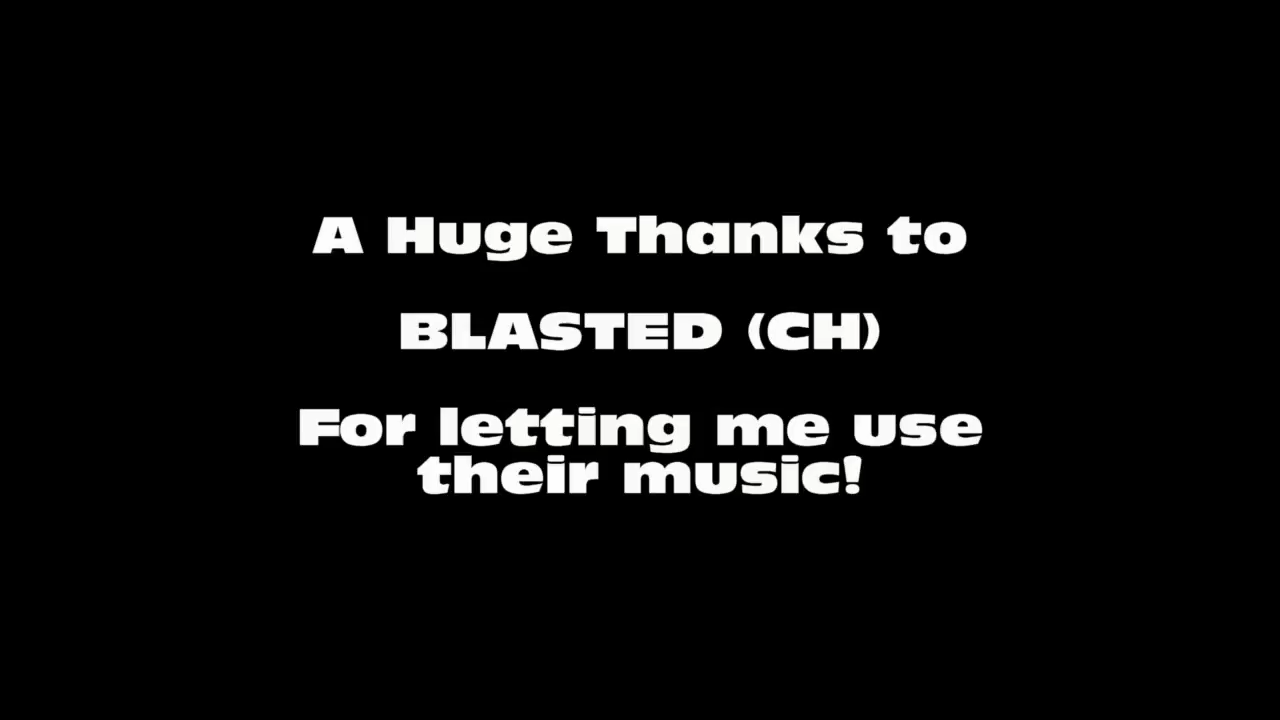 A Huge Thanks to
BLASTED (CH)
For letting me use
their music!